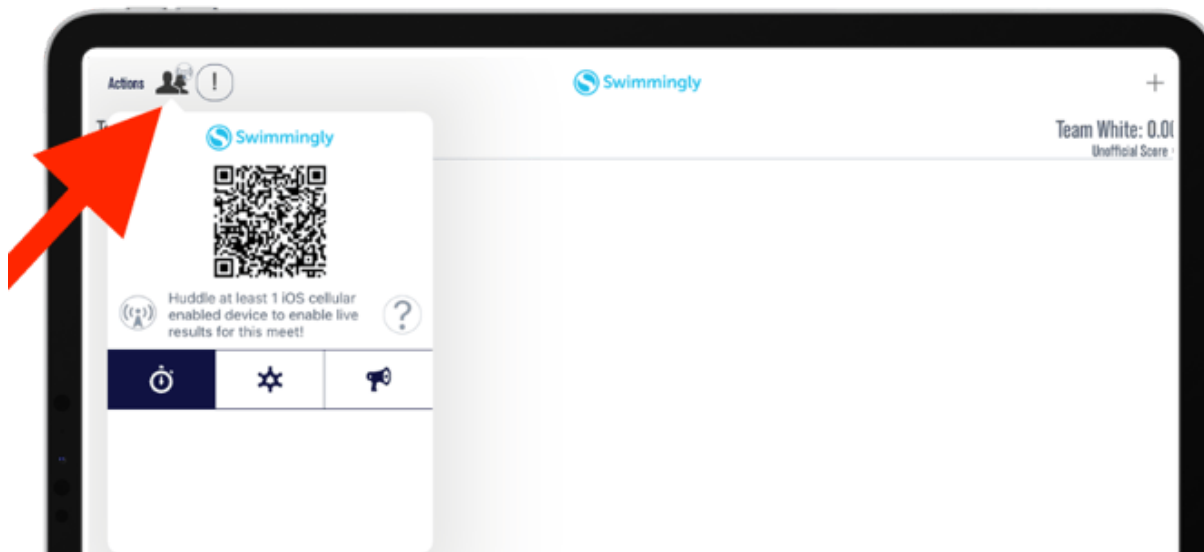 Actions
!
Swimmingly
+
Team White: 0.0
Unofficial Score
Swimmingly
Huddle at least 1 iOS cellular
enabled device to enable live
results for this meet!
?